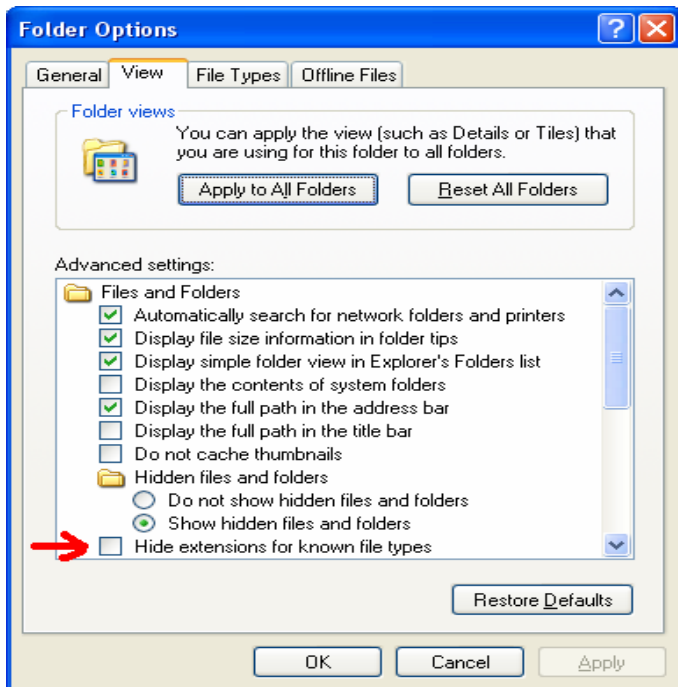 Folder Options
General View File Types Offline Files
Folder views
You can apply the view (such as Details or Tiles) that
you are using for this folder to all folders.
Apply to All Folders Reset All Folders
Advanced settings:
Files and Folders
Automatically search for network folders and printers
Display file size information in folder tips
Display simple folder view in Explorer's Folders list
Display the contents of system folders
Display the full path in the address bar
Display the full path in the title bar
Do not cache thumbnails
Hidden files and folders
Do not show hidden files and folders
Show hidden files and folders
Hide extensions for known file types
Restore Defaults
OK Cancel Apply